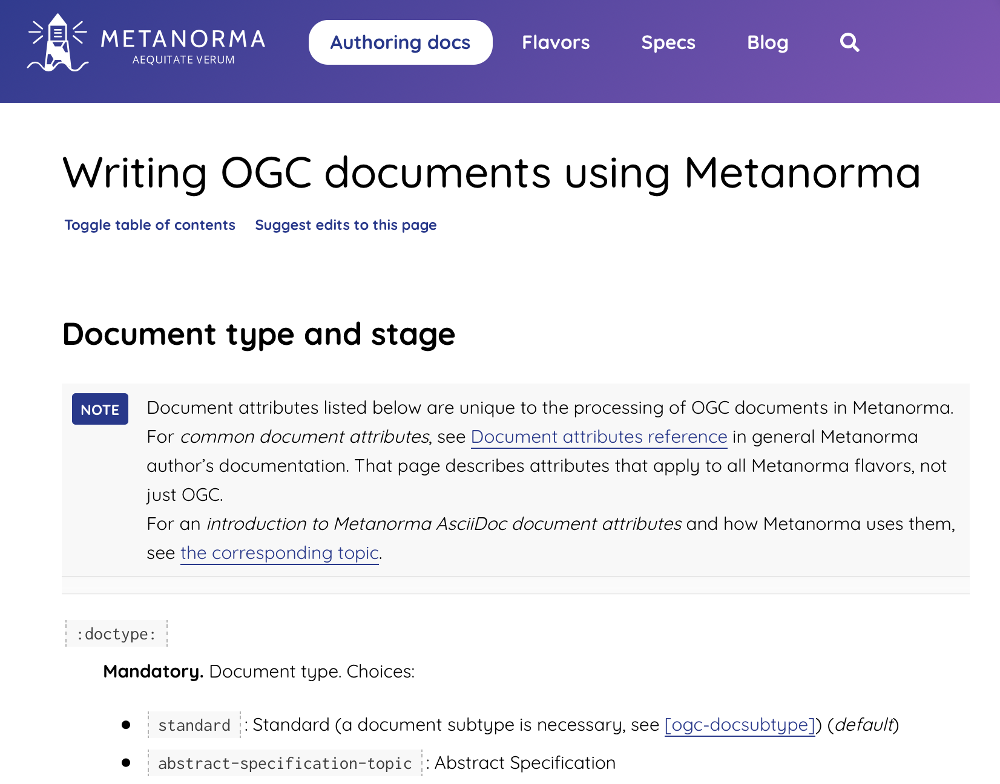 METANORMA
AEQUITATE VERUM
Authoring docs
Flavors
Specs
Blog
Writing OGC documents using Metanorma
Toggle table of contents
Suggest edits to this page
Document type and stage
NOTE
Document attributes listed below are unique to the processing of OGC documents in Metanorma.
For common document attributes, see Document attributes reference in general Metanorma
author’s documentation. That page describes attributes that apply to all Metanorma flavors, not
just OGC.
For an introduction to Metanorma AsciiDoc document attributes and how Metanorma uses them,
see the corresponding topic.
:doctype:
Mandatory. Document type. Choices:
● standard : Standard (a document subtype is necessary, see [ogc-docsubtype]) (default)
● abstract-specification-topic : Abstract Specification